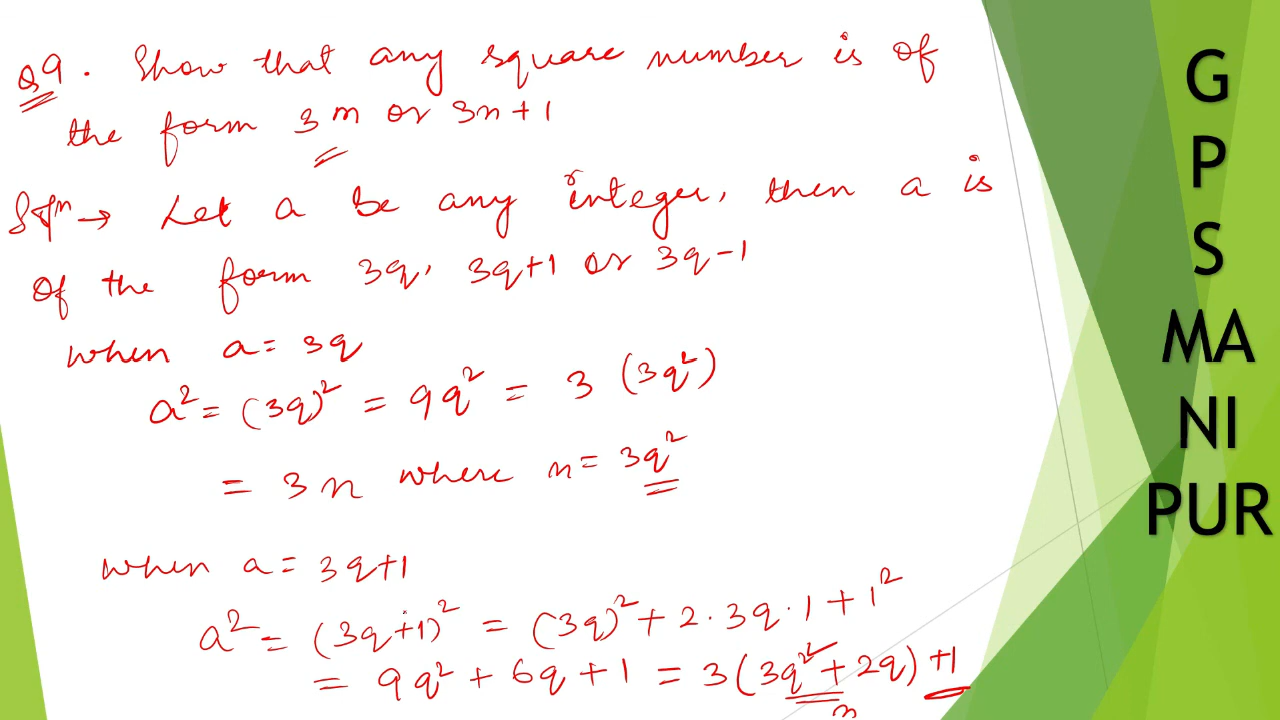 Q9. Show that any square number is of
the form 3n or 3n+1
Solⁿ → Let a be any integer, then a is
of the form 3q, 3q+1 or 3q-1
when a = 3q
a² = (3q)² = 9q² = 3 (3q²)
= 3n where n = 3q²
when a = 3q+1
a² = (3q+1)² = (3q)² + 2·3q·1 + 1²
= 9q² + 6q + 1 = 3(3q² + 2q) +1
G
P
S
MA
NI
PUR